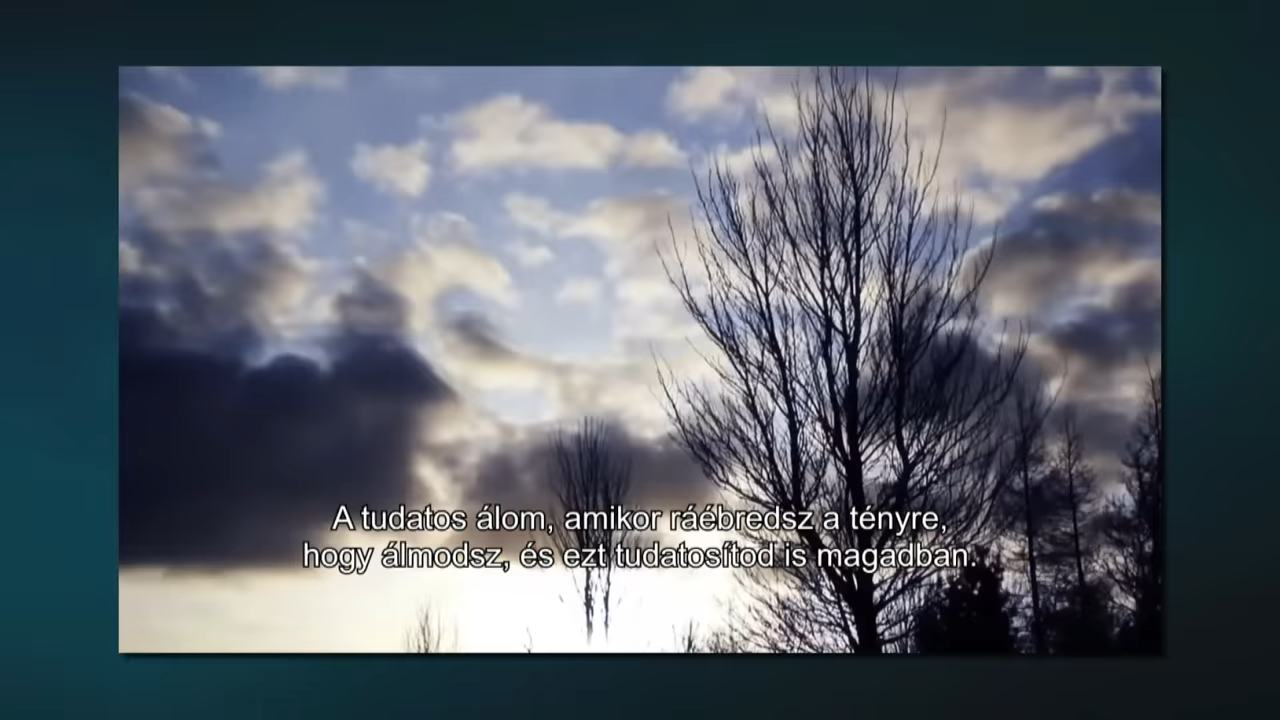 A tudatos álom, amikor ráébredsz a tényre,
hogy álmodsz, és ezt tudatosítod is magadban.